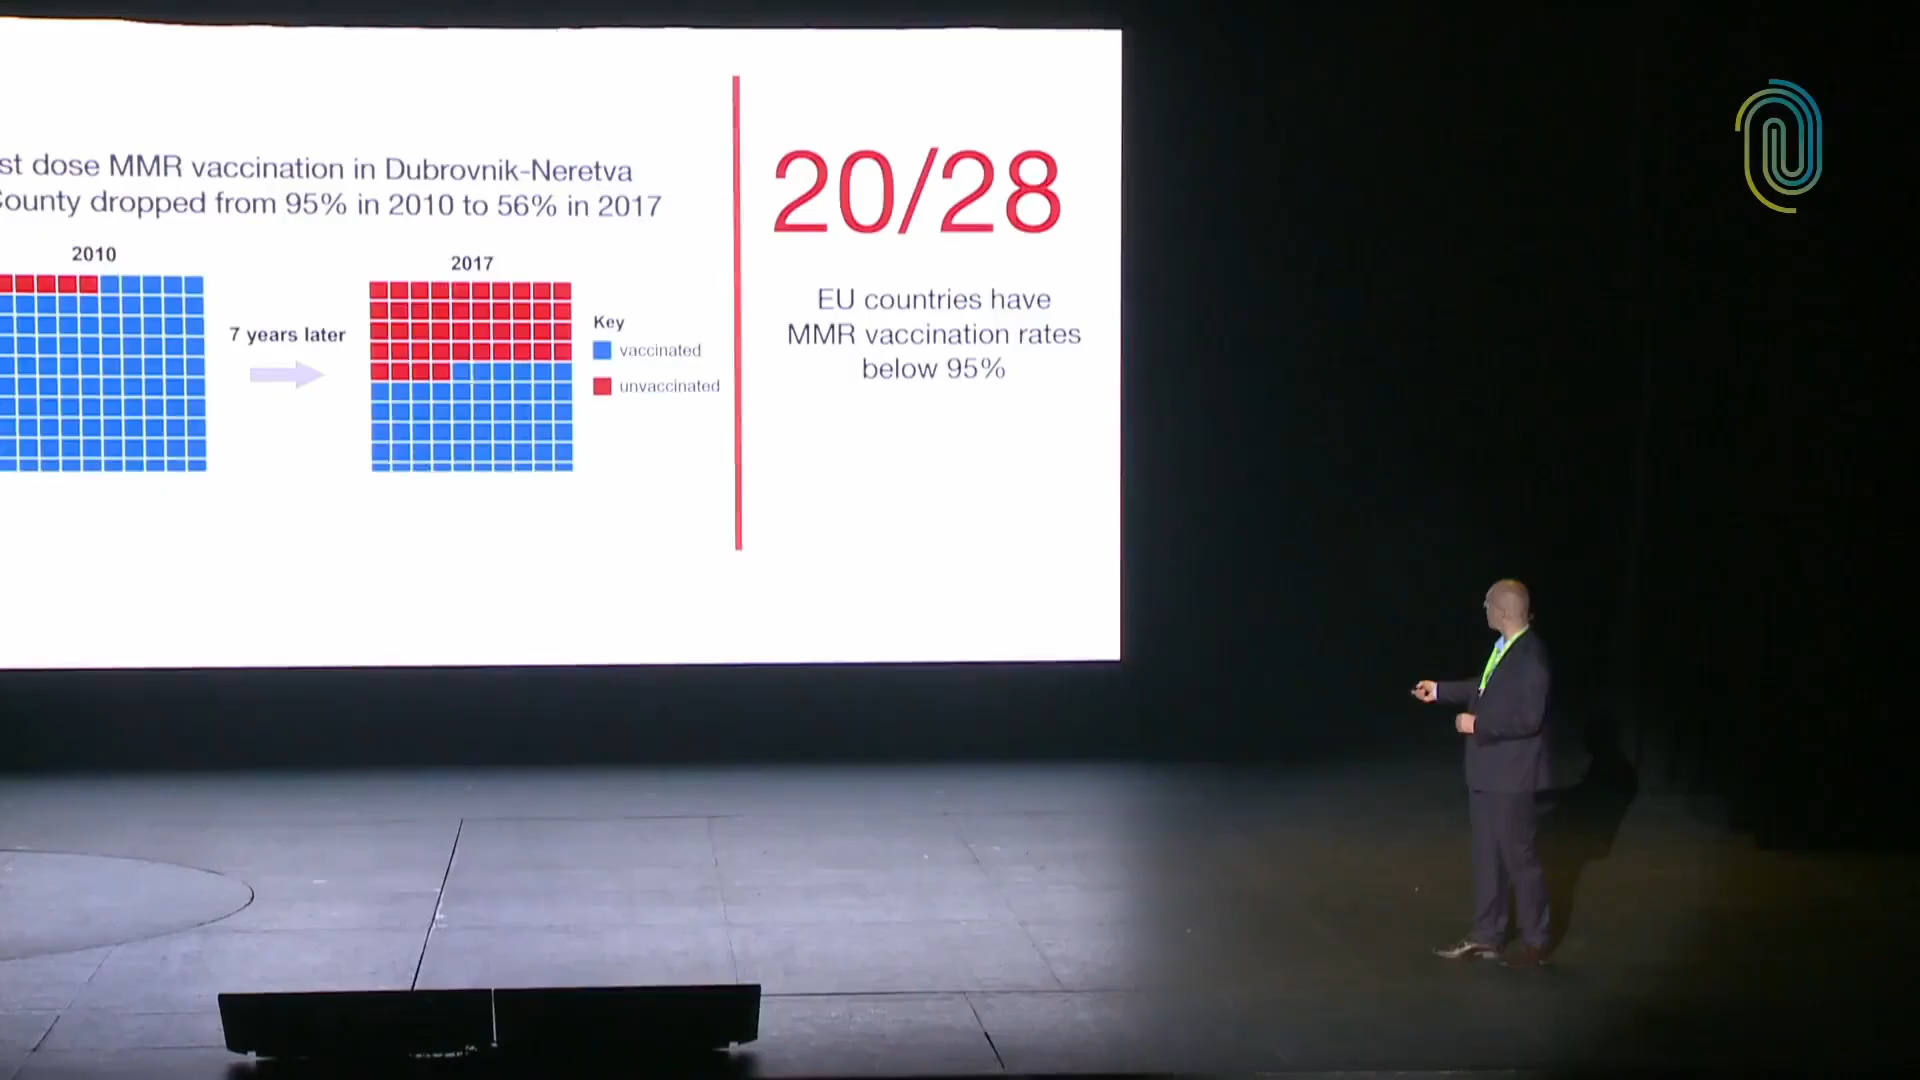 st dose MMR vaccination in Dubrovnik-Neretva
County dropped from 95% in 2010 to 56% in 2017
2010
7 years later
2017
Key
vaccinated
unvaccinated
20/28
EU countries have
MMR vaccination rates
below 95%